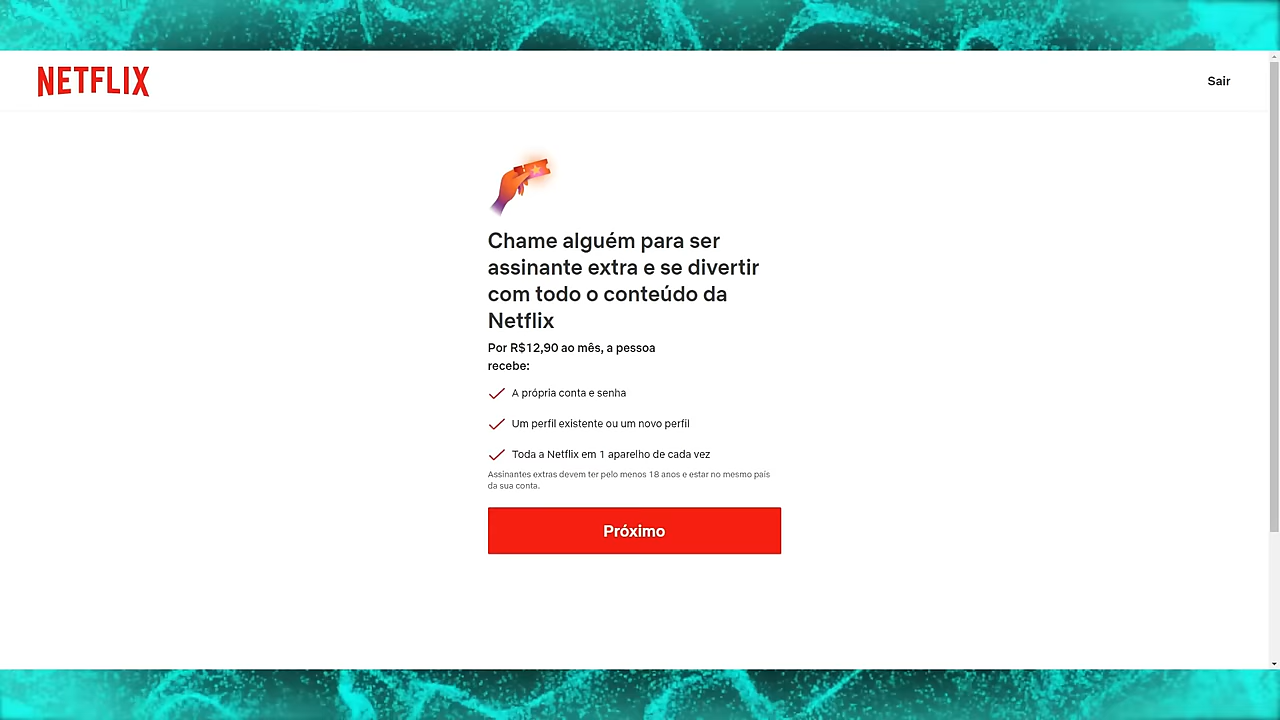 NETFLIX
Sair
Chame alguém para ser
assinante extra e se divertir
com todo o conteúdo da
Netflix
Por R$12,90 ao mês, a pessoa
recebe:
A própria conta e senha
Um perfil existente ou um novo perfil
Toda a Netflix em 1 aparelho de cada vez
Assinantes extras devem ter pelo menos 18 anos e estar no mesmo país
da sua conta.
Próximo